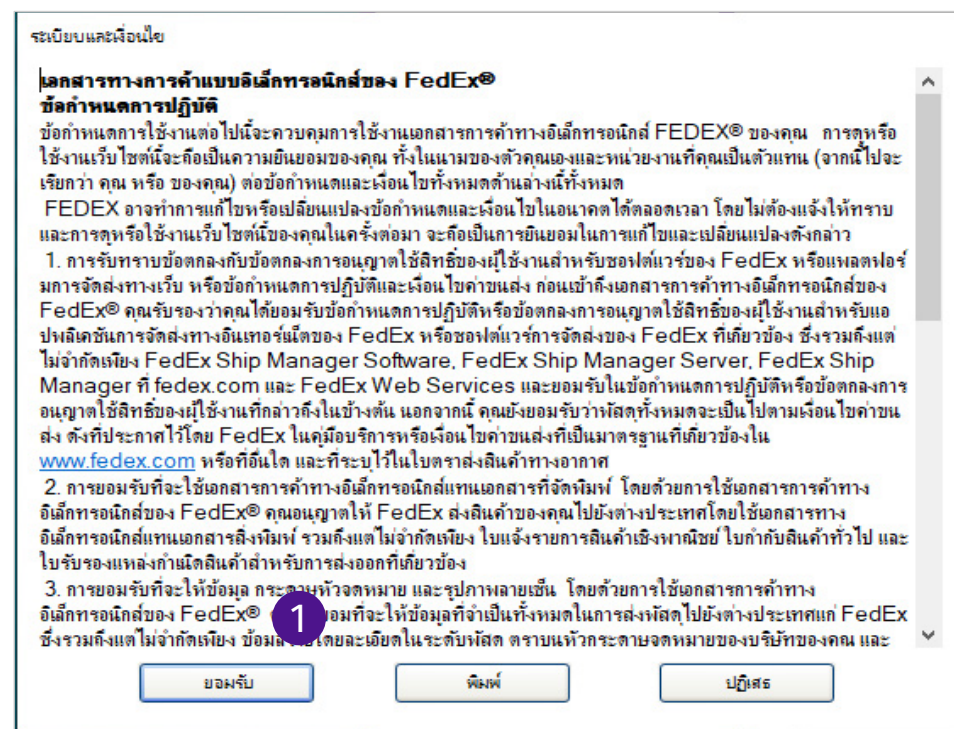 ระเบียบและเงื่อนไข
เอกสารทางการค้าแบบอิเล็กทรอนิกส์ของ FedEx®
ข้อกำหนดการปฏิบัติ
ข้อกำหนดการใช้งานต่อไปนี้จะควบคุมการใช้งานเอกสารการค้าทางอิเล็กทรอนิกส์ FEDEX® ของคุณ การดูหรือ
ใช้งานเว็บไซต์นี้จะถือเป็นความยินยอมของคุณ ทั้งในนามของตัวคุณเองและหน่วยงานที่คุณเป็นตัวแทน (จากนี้ไปจะ
เรียกว่า คุณ หรือ ของคุณ) ต่อข้อกำหนดและเงื่อนไขทั้งหมดด้านล่างนี้ทั้งหมด
FEDEX อาจทำการแก้ไขหรือเปลี่ยนแปลงข้อกำหนดและเงื่อนไขในอนาคตได้ตลอดเวลา โดยไม่ต้องแจ้งให้ทราบ
และการดูหรือใช้งานเว็บไซต์นี้ของคุณในครั้งต่อมา จะถือเป็นการยินยอมในการแก้ไขและเปลี่ยนแปลงดังกล่าว
1. การรับทราบข้อตกลงกับข้อตกลงการอนุญาตใช้สิทธิ์ของผู้ใช้งานสำหรับซอฟต์แวร์ของ FedEx หรือแพลตฟอร์
มการจัดส่งทางเว็บ หรือข้อกำหนดการปฏิบัติและเงื่อนไขค่าขนส่ง ก่อนเข้าถึงเอกสารการค้าทางอิเล็กทรอนิกส์ของ
FedEx® คุณรับรองว่าคุณได้ยอมรับข้อกำหนดการปฏิบัติหรือข้อตกลงการอนุญาตใช้สิทธิ์ของผู้ใช้งานสำหรับแอ
ปพลิเคชันการจัดส่งทางอินเทอร์เน็ตของ FedEx หรือซอฟต์แวร์การจัดส่งของ FedEx ที่เกี่ยวข้อง ซึ่งรวมถึงแต่
ไม่จำกัดเพียง FedEx Ship Manager Software, FedEx Ship Manager Server, FedEx Ship
Manager ที่ fedex.com และ FedEx Web Services และยอมรับในข้อกำหนดการปฏิบัติหรือข้อตกลงการ
อนุญาตใช้สิทธิ์ของผู้ใช้งานที่กล่าวถึงในข้างต้น นอกจากนี้ คุณยังยอมรับว่าพัสดุทั้งหมดจะเป็นไปตามเงื่อนไขค่าขน
ส่ง ดังที่ประกาศไว้โดย FedEx ในคู่มือบริการหรือเงื่อนไขค่าขนส่งที่เป็นมาตรฐานที่เกี่ยวข้องใน
www.fedex.com หรือที่อื่นใด และที่ระบุไว้ในใบตราส่งสินค้าทางอากาศ
2. การยอมรับที่จะใช้เอกสารการค้าทางอิเล็กทรอนิกส์แทนเอกสารที่จัดพิมพ์ โดยด้วยการใช้เอกสารการค้าทาง
อิเล็กทรอนิกส์ของ FedEx® คุณอนุญาตให้ FedEx ส่งสินค้าของคุณไปยังต่างประเทศโดยใช้เอกสารทาง
อิเล็กทรอนิกส์แทนเอกสารสิ่งพิมพ์ รวมถึงแต่ไม่จำกัดเพียง ใบแจ้งรายการสินค้าเชิงพาณิชย์ ใบกำกับสินค้าทั่วไป และ
ใบรับรองแหล่งกำเนิดสินค้าสำหรับการส่งออกที่เกี่ยวข้อง
3. การยอมรับที่จะให้ข้อมูล กระดาษหัวจดหมาย และรูปภาพลายเซ็น โดยด้วยการใช้เอกสารการค้าทาง
อิเล็กทรอนิกส์ของ FedEx® ยอมที่จะให้ข้อมูลที่จำเป็นทั้งหมดในการส่งพัสดุไปยังต่างประเทศแก่ FedEx
ซึ่งรวมถึงแต่ไม่จำกัดเพียง ข้อมูล โดยละเอียดในระดับพัสดุ ตราบนหัวกระดาษจดหมายของบริษัทของคุณ และ
1
ยอมรับ พิมพ์ ปฏิเสธ